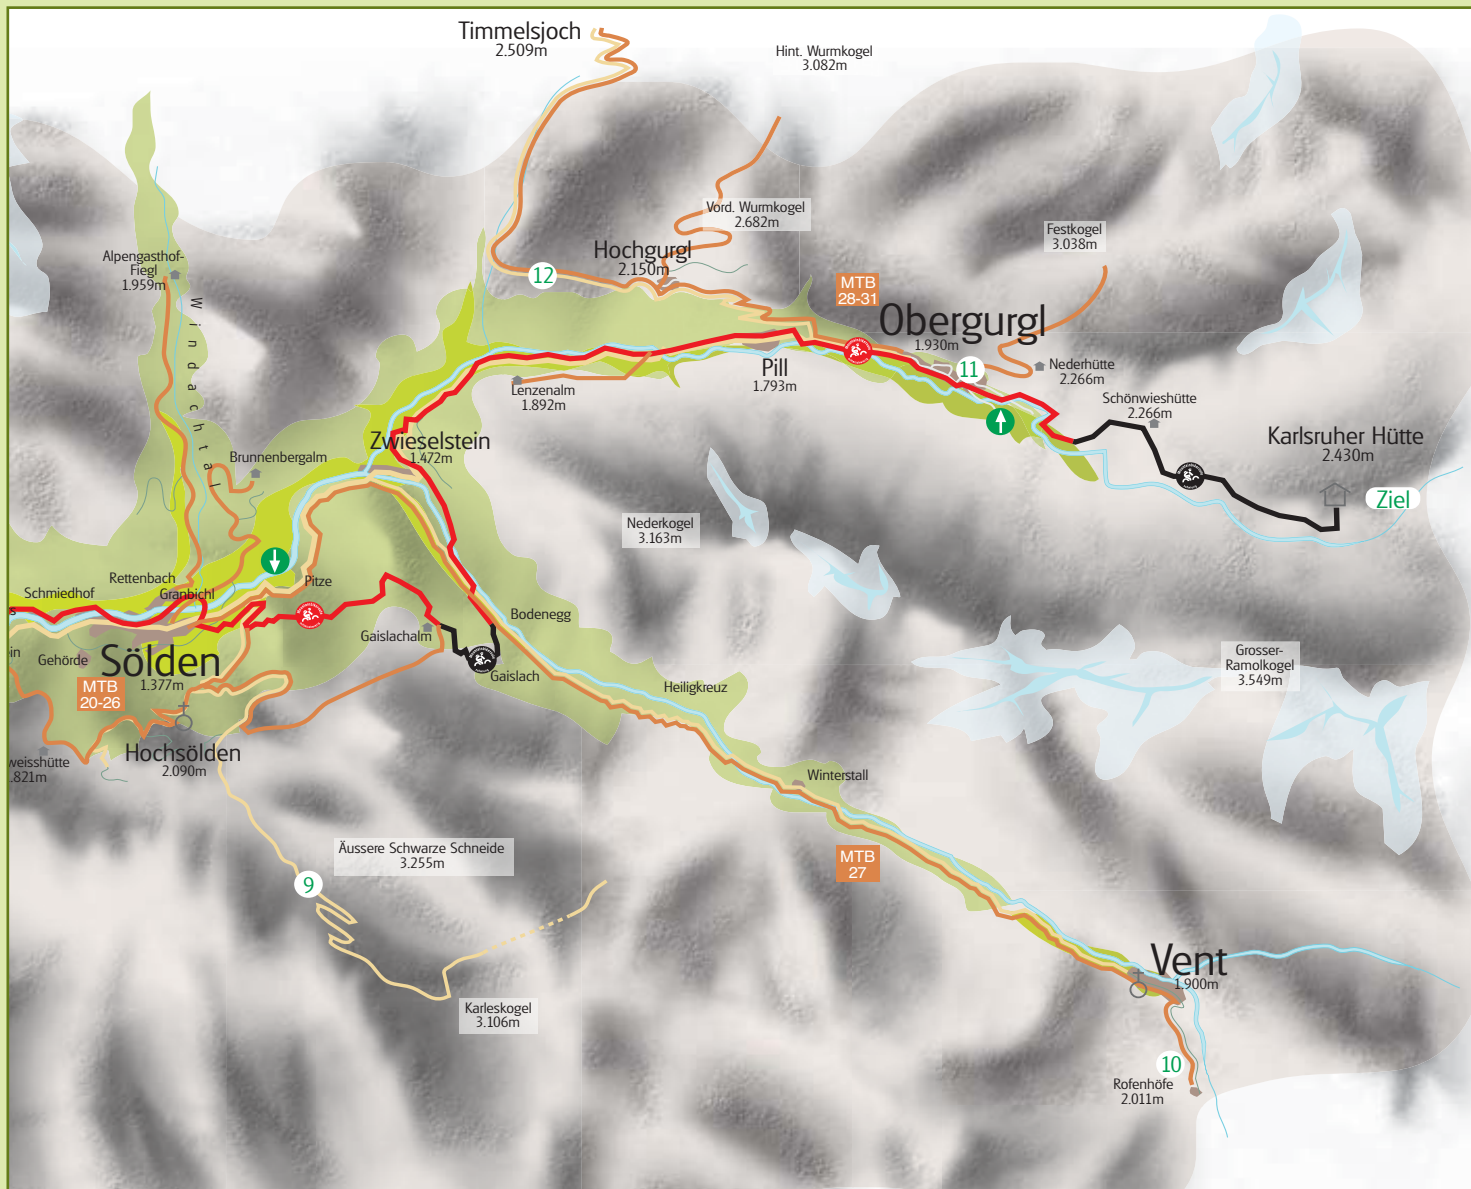 Timmelsjoch
2.509m
Hint. Wurmkogel
3.082m
Vord. Wurmkogel
2.682m
Festkogel
3.038m
Alpengasthof-
Fiegl
1.959m
Windachtal
12
Hochgurgl
2.150m
MTB
28-31
Obergurgl
1.930m
11
Nederhütte
2.266m
Pill
1.793m
Lenzenalm
1.892m
Schönwieshütte
2.266m
Karlsruher Hütte
2.430m
Ziel
Zwieselstein
1.472m
Brunnenbergalm
Nederkogel
3.163m
Rettenbach
Schmiedhof
Granbichl
Pitze
s
Gaislachalm
Bodenegg
Gaislach
in
Gehörde
Sölden
1.377m
MTB
20-26
Heiligkreuz
Grosser-
Ramolkogel
3.549m
Hochsölden
2.090m
weisshütte
.821m
Winterstall
Äussere Schwarze Schneide
3.255m
9
MTB
27
Karleskogel
3.106m
Vent
1.900m
10
Rofenhöfe
2.011m